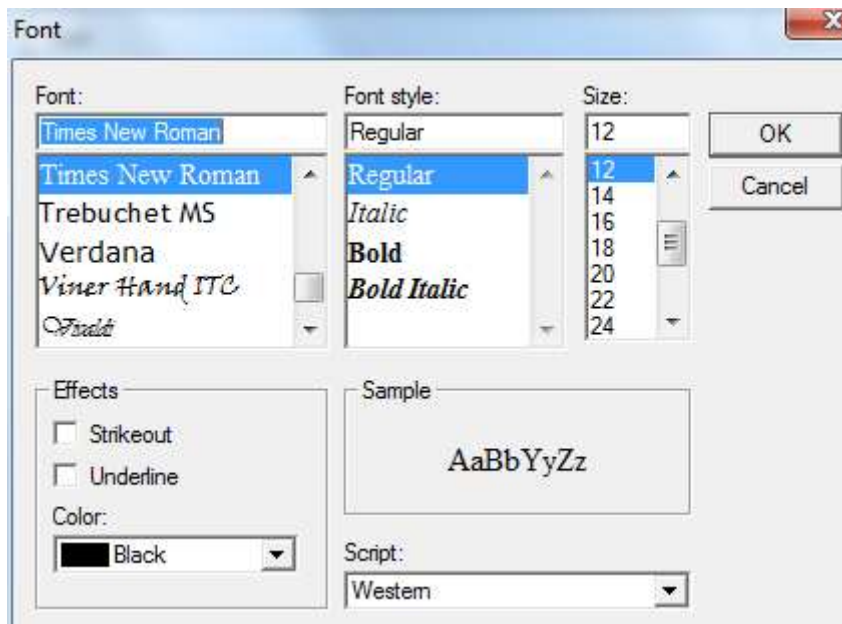 Font
Font: Font style: Size:
Times New Roman Regular 12 OK
Times New Roman Regular 12 Cancel
Trebuchet MS Italic 14
Verdana Bold 16
Viner Hand ITC Bold Italic 18
Vivaldi 20
22
24
Effects Sample
Strikeout
Underline AaBbYyZz
Color:
Black Script:
Western